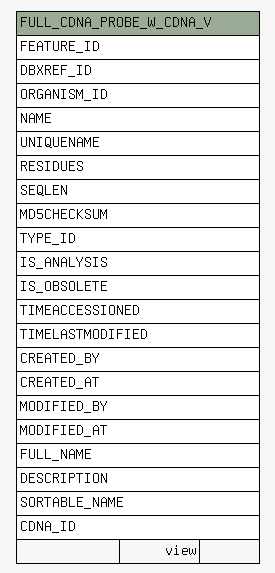 FULL_CDNA_PROBE_W_CDNA_V
FEATURE_ID
DBXREF_ID
ORGANISM_ID
NAME
UNIQUENAME
RESIDUES
SEQLEN
MD5CHECKSUM
TYPE_ID
IS_ANALYSIS
IS_OBSOLETE
TIMEACCESSIONED
TIMELASTMODIFIED
CREATED_BY
CREATED_AT
MODIFIED_BY
MODIFIED_AT
FULL_NAME
DESCRIPTION
SORTABLE_NAME
CDNA_ID
view